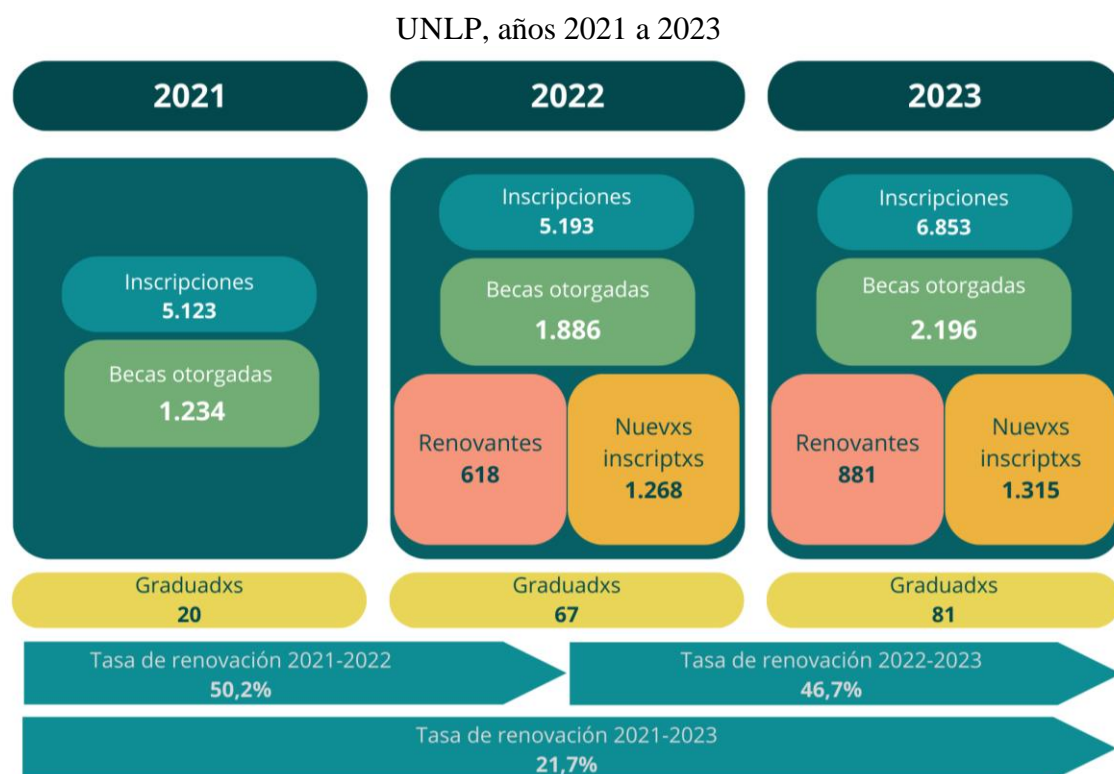 UNLP, años 2021 a 2023
2021
2022
2023
Inscripciones
5.123
Becas otorgadas
1.234
Inscripciones
5.193
Becas otorgadas
1.886
Renovantes
618
Nuevxs
inscriptxs
1.268
Inscripciones
6.853
Becas otorgadas
2.196
Renovantes
881
Nuevxs
inscriptxs
1.315
Graduadxs
20
Graduadxs
67
Graduadxs
81
Tasa de renovación 2021-2022
50,2%
Tasa de renovación 2022-2023
46,7%
Tasa de renovación 2021-2023
21,7%